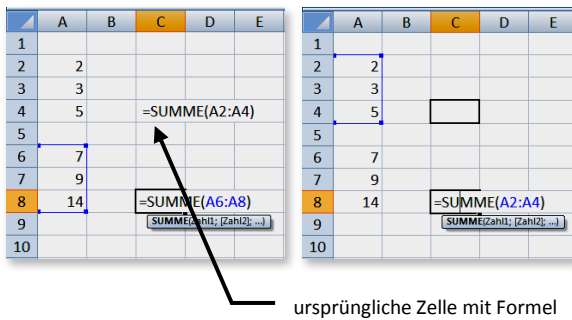 A B C D E
1
2 2
3 3
4 5 =SUMME(A2:A4)
5
6 7
7 9
8 14 =SUMME(A6:A8)
9 SUMME(Zahl1; [Zahl2]; ...)
10
A B C D E
1
2 2
3 3
4 5
5
6 7
7 9
8 14 =SUMME(A2:A4)
9 SUMME(Zahl1; [Zahl2]; ...)
10
ursprüngliche Zelle mit Formel